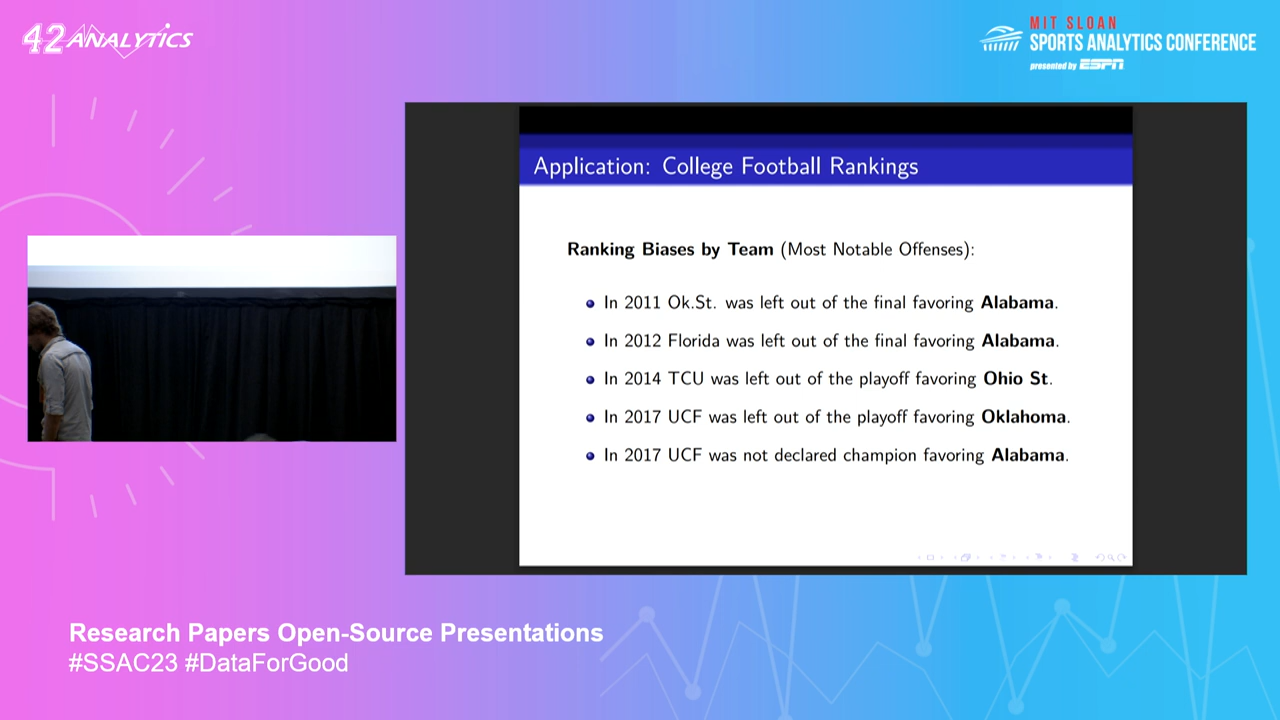 42 ANALYTICS
MIT SLOAN
SPORTS ANALYTICS CONFERENCE
presented by ESPN
Application: College Football Rankings
Ranking Biases by Team (Most Notable Offenses):
In 2011 Ok.St. was left out of the final favoring Alabama.
In 2012 Florida was left out of the final favoring Alabama.
In 2014 TCU was left out of the playoff favoring Ohio St.
In 2017 UCF was left out of the playoff favoring Oklahoma.
In 2017 UCF was not declared champion favoring Alabama.
Research Papers Open-Source Presentations
#SSAC23 #DataForGood